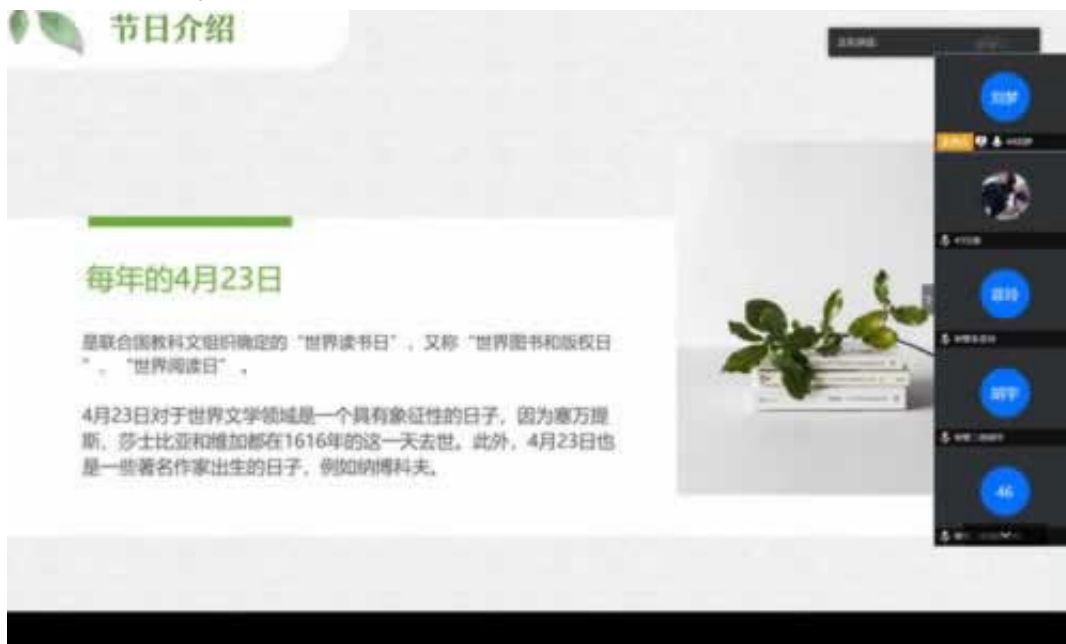 节日介绍
每年的4月23日
是联合国教科文组织确定的“世界读书日”，又称“世界图书和版权日
”、“世界阅读日”。
4月23日对于世界文学领域是一个具有象征性的日子，因为塞万提
斯、莎士比亚和维加都在1616年的这一天去世。此外，4月23日也
是一些著名作家出生的日子，例如纳博科夫。
刘梦
胡宇
46